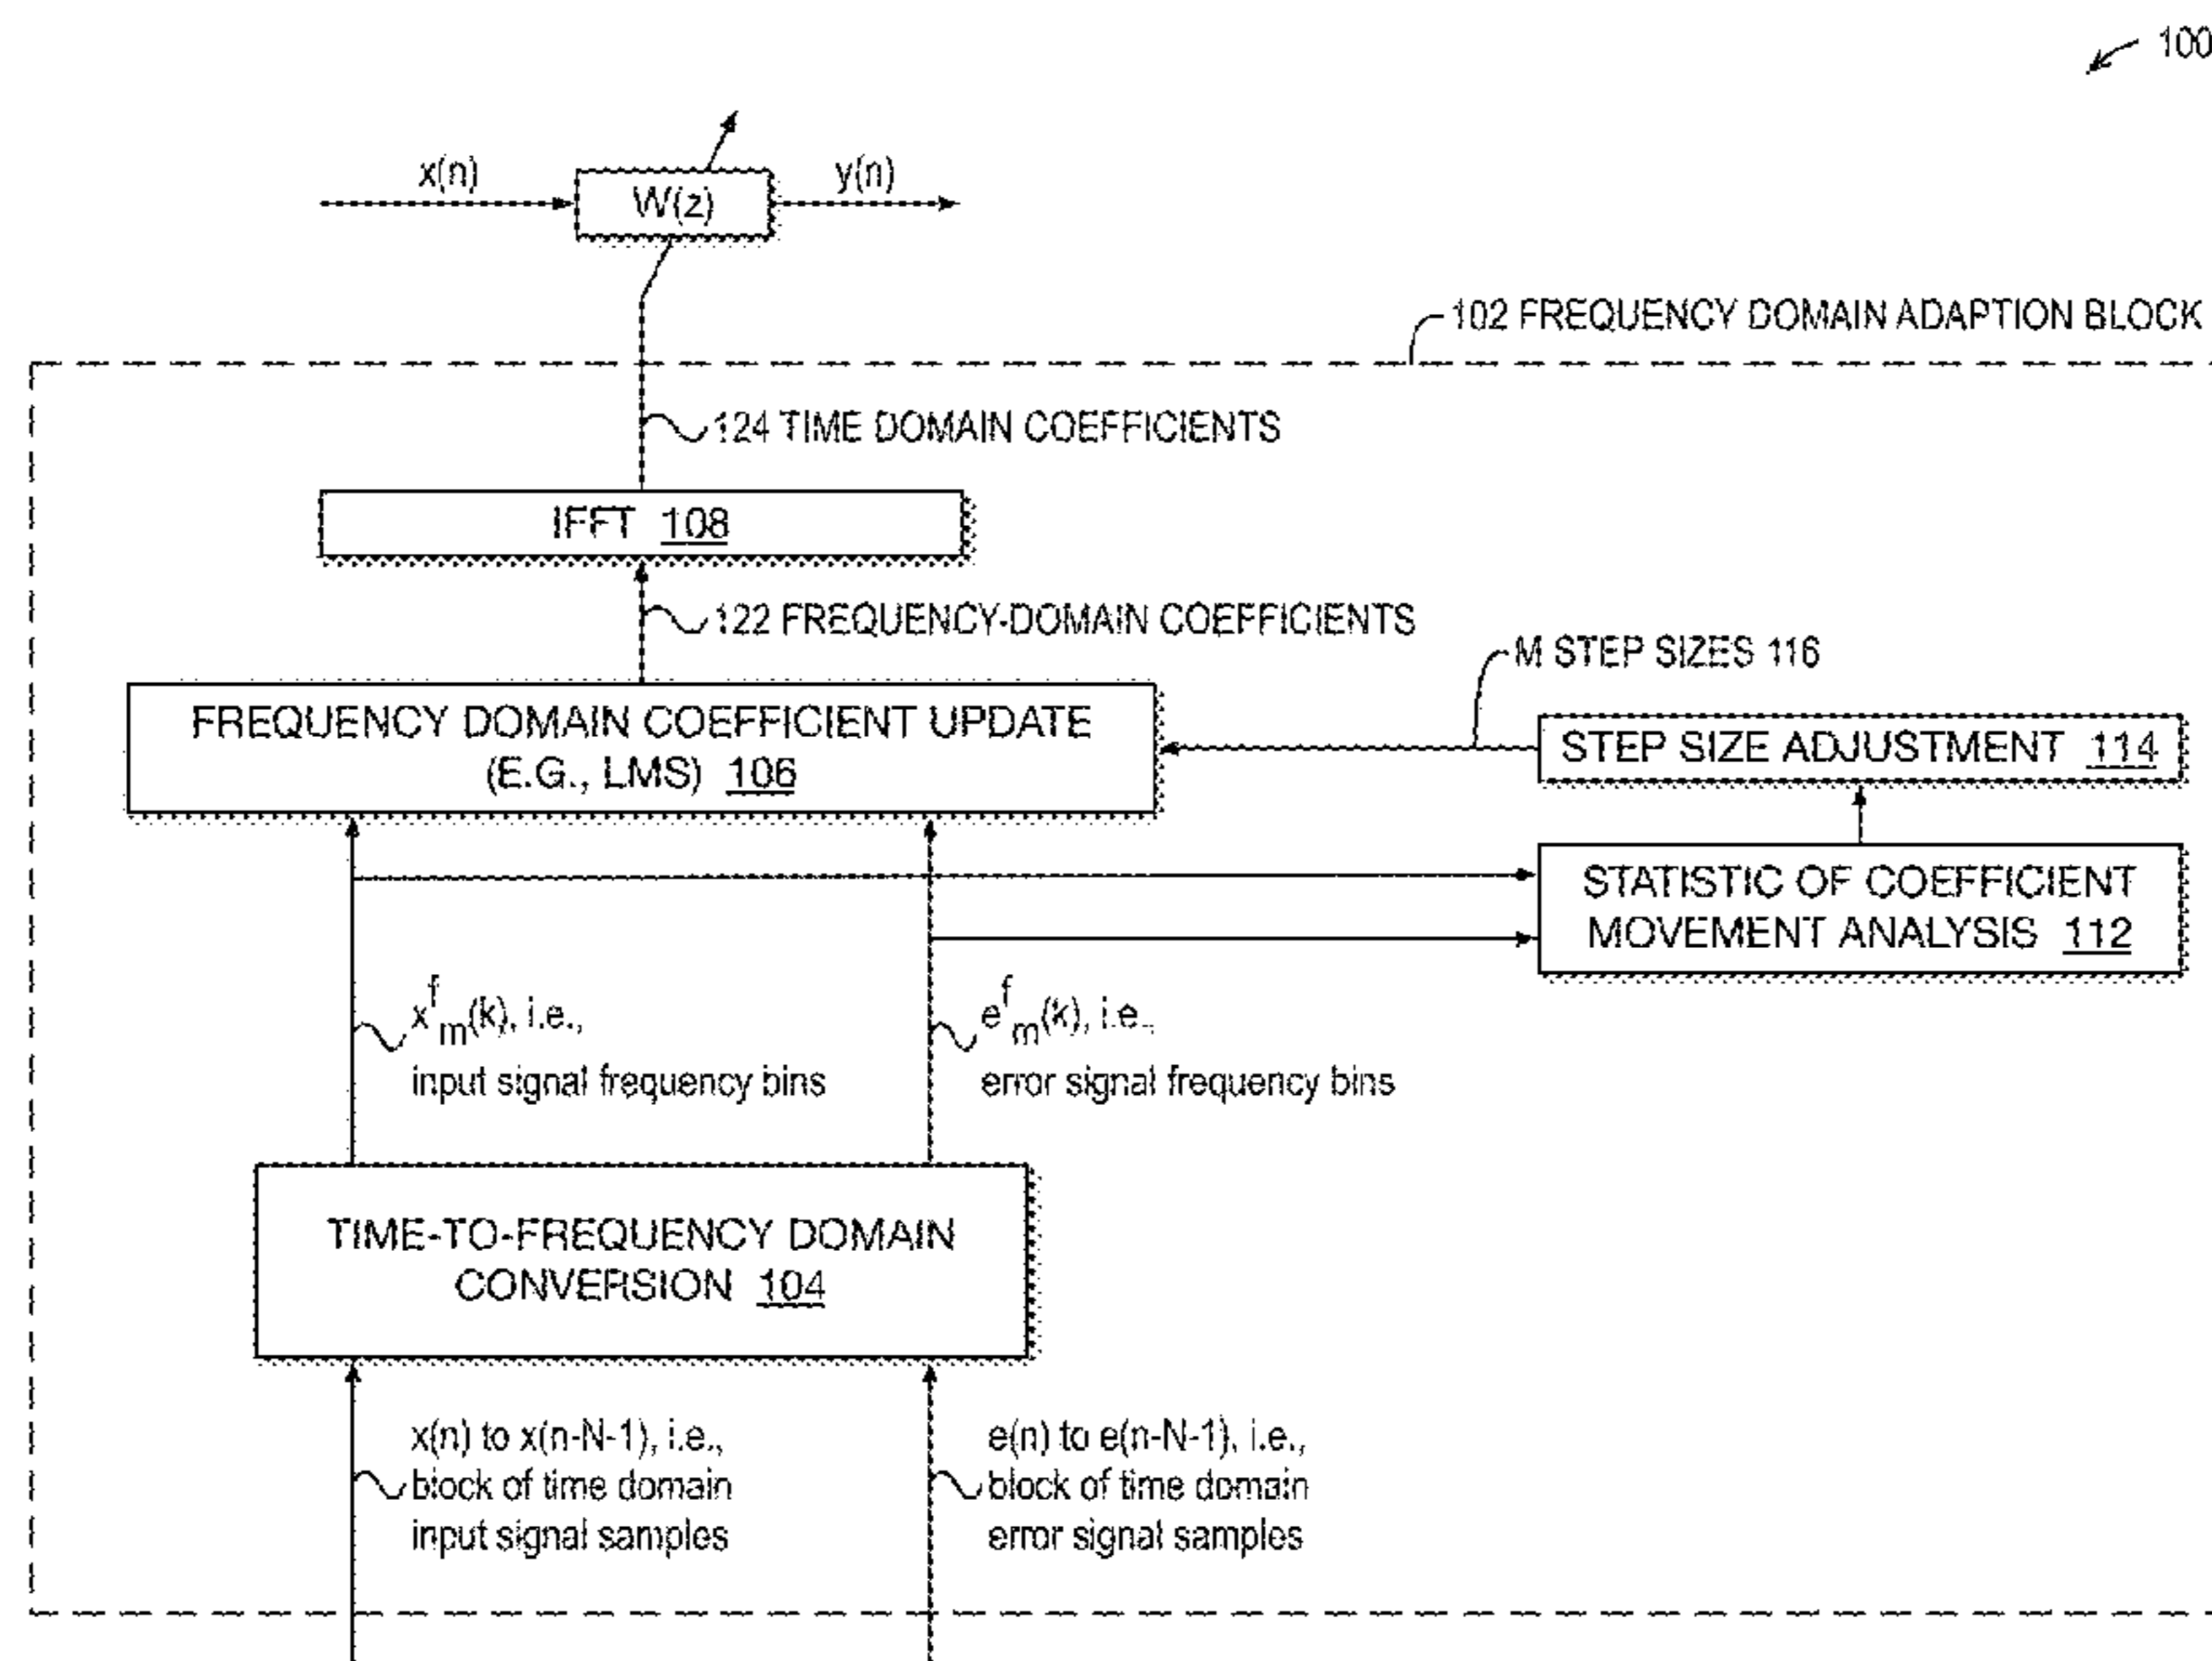 100
x(n)
W(z)
y(n)
102 FREQUENCY DOMAIN ADAPTION BLOCK
124 TIME DOMAIN COEFFICIENTS
IFFT 108
122 FREQUENCY-DOMAIN COEFFICIENTS
M STEP SIZES 116
FREQUENCY DOMAIN COEFFICIENT UPDATE
(E.G., LMS) 106
STEP SIZE ADJUSTMENT 114
STATISTIC OF COEFFICIENT
MOVEMENT ANALYSIS 112
x^f_m(k), i.e.,
input signal frequency bins
e^f_m(k), i.e.,
error signal frequency bins
TIME-TO-FREQUENCY DOMAIN
CONVERSION 104
x(n) to x(n-N-1), i.e.,
block of time domain
input signal samples
e(n) to e(n-N-1), i.e.,
block of time domain
error signal samples